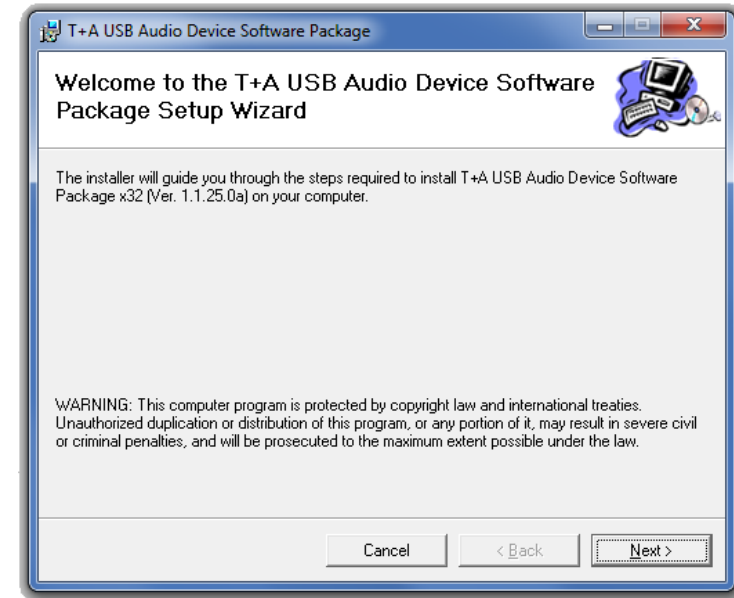 T+A USB Audio Device Software Package
Welcome to the T+A USB Audio Device Software
Package Setup Wizard
The installer will guide you through the steps required to install T+A USB Audio Device Software
Package x32 (Ver. 1.1.25.0a) on your computer.
WARNING: This computer program is protected by copyright law and international treaties.
Unauthorized duplication or distribution of this program, or any portion of it, may result in severe civil
or criminal penalties, and will be prosecuted to the maximum extent possible under the law.
Cancel < Back Next >